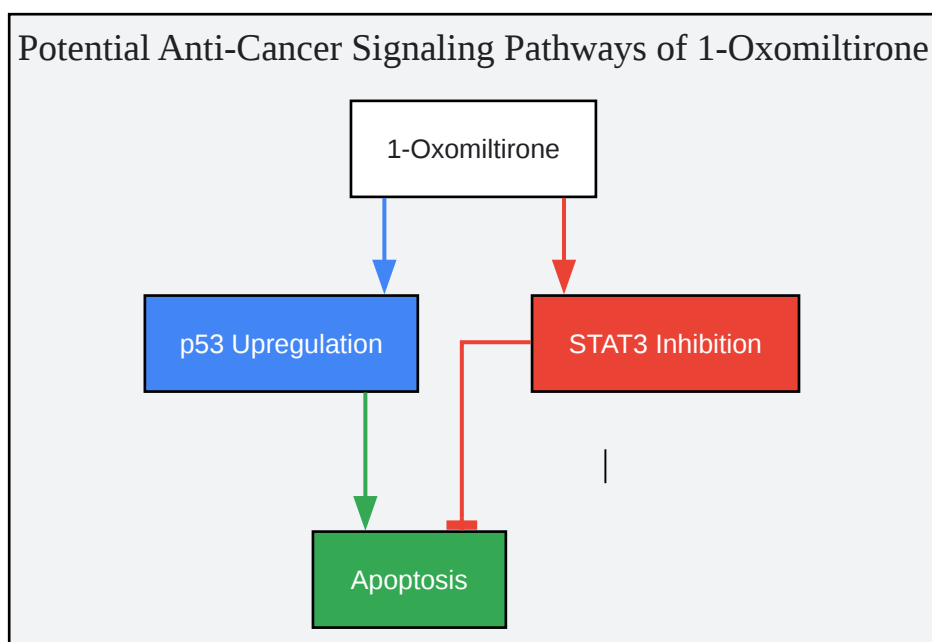 Potential Anti-Cancer Signaling Pathways of 1-Oxomiltirone
1-Oxomiltirone
p53 Upregulation
STAT3 Inhibition
Apoptosis